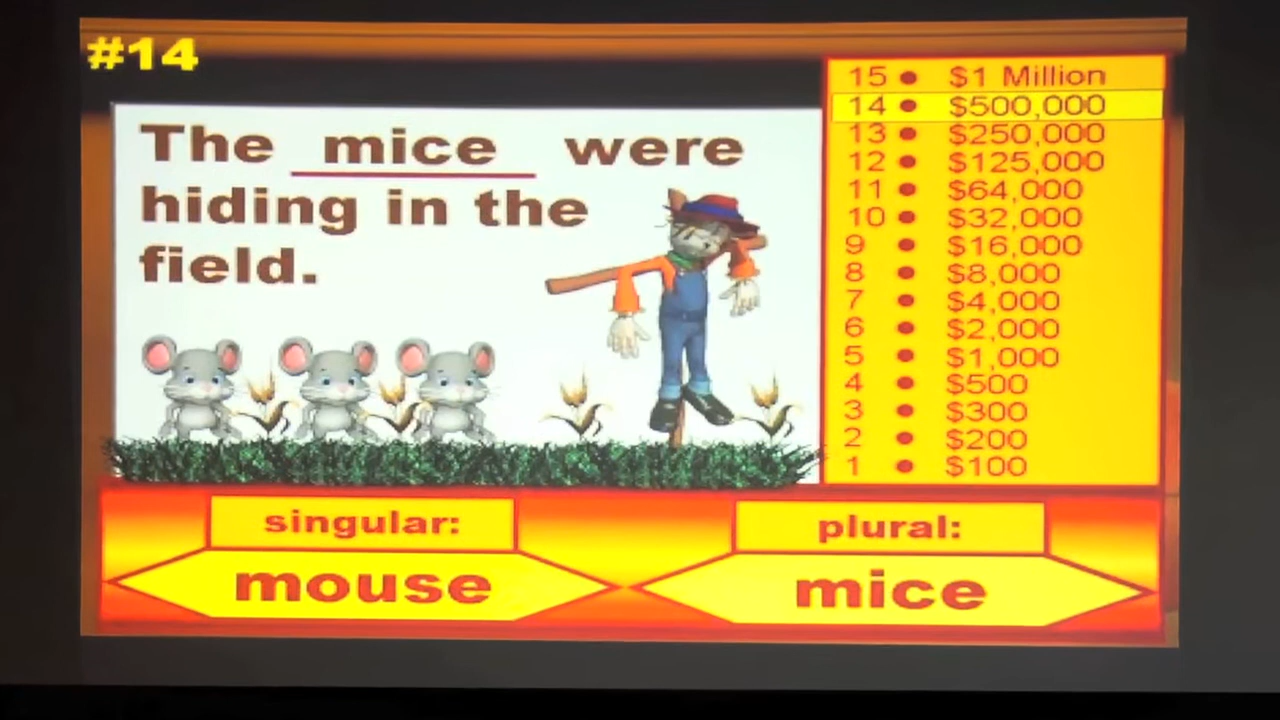 #14
The mice were
hiding in the
field.
15 • $1 Million
14 • $500,000
13 • $250,000
12 • $125,000
11 • $64,000
10 • $32,000
9 • $16,000
8 • $8,000
7 • $4,000
6 • $2,000
5 • $1,000
4 • $500
3 • $300
2 • $200
1 • $100
singular:
mouse
plural:
mice